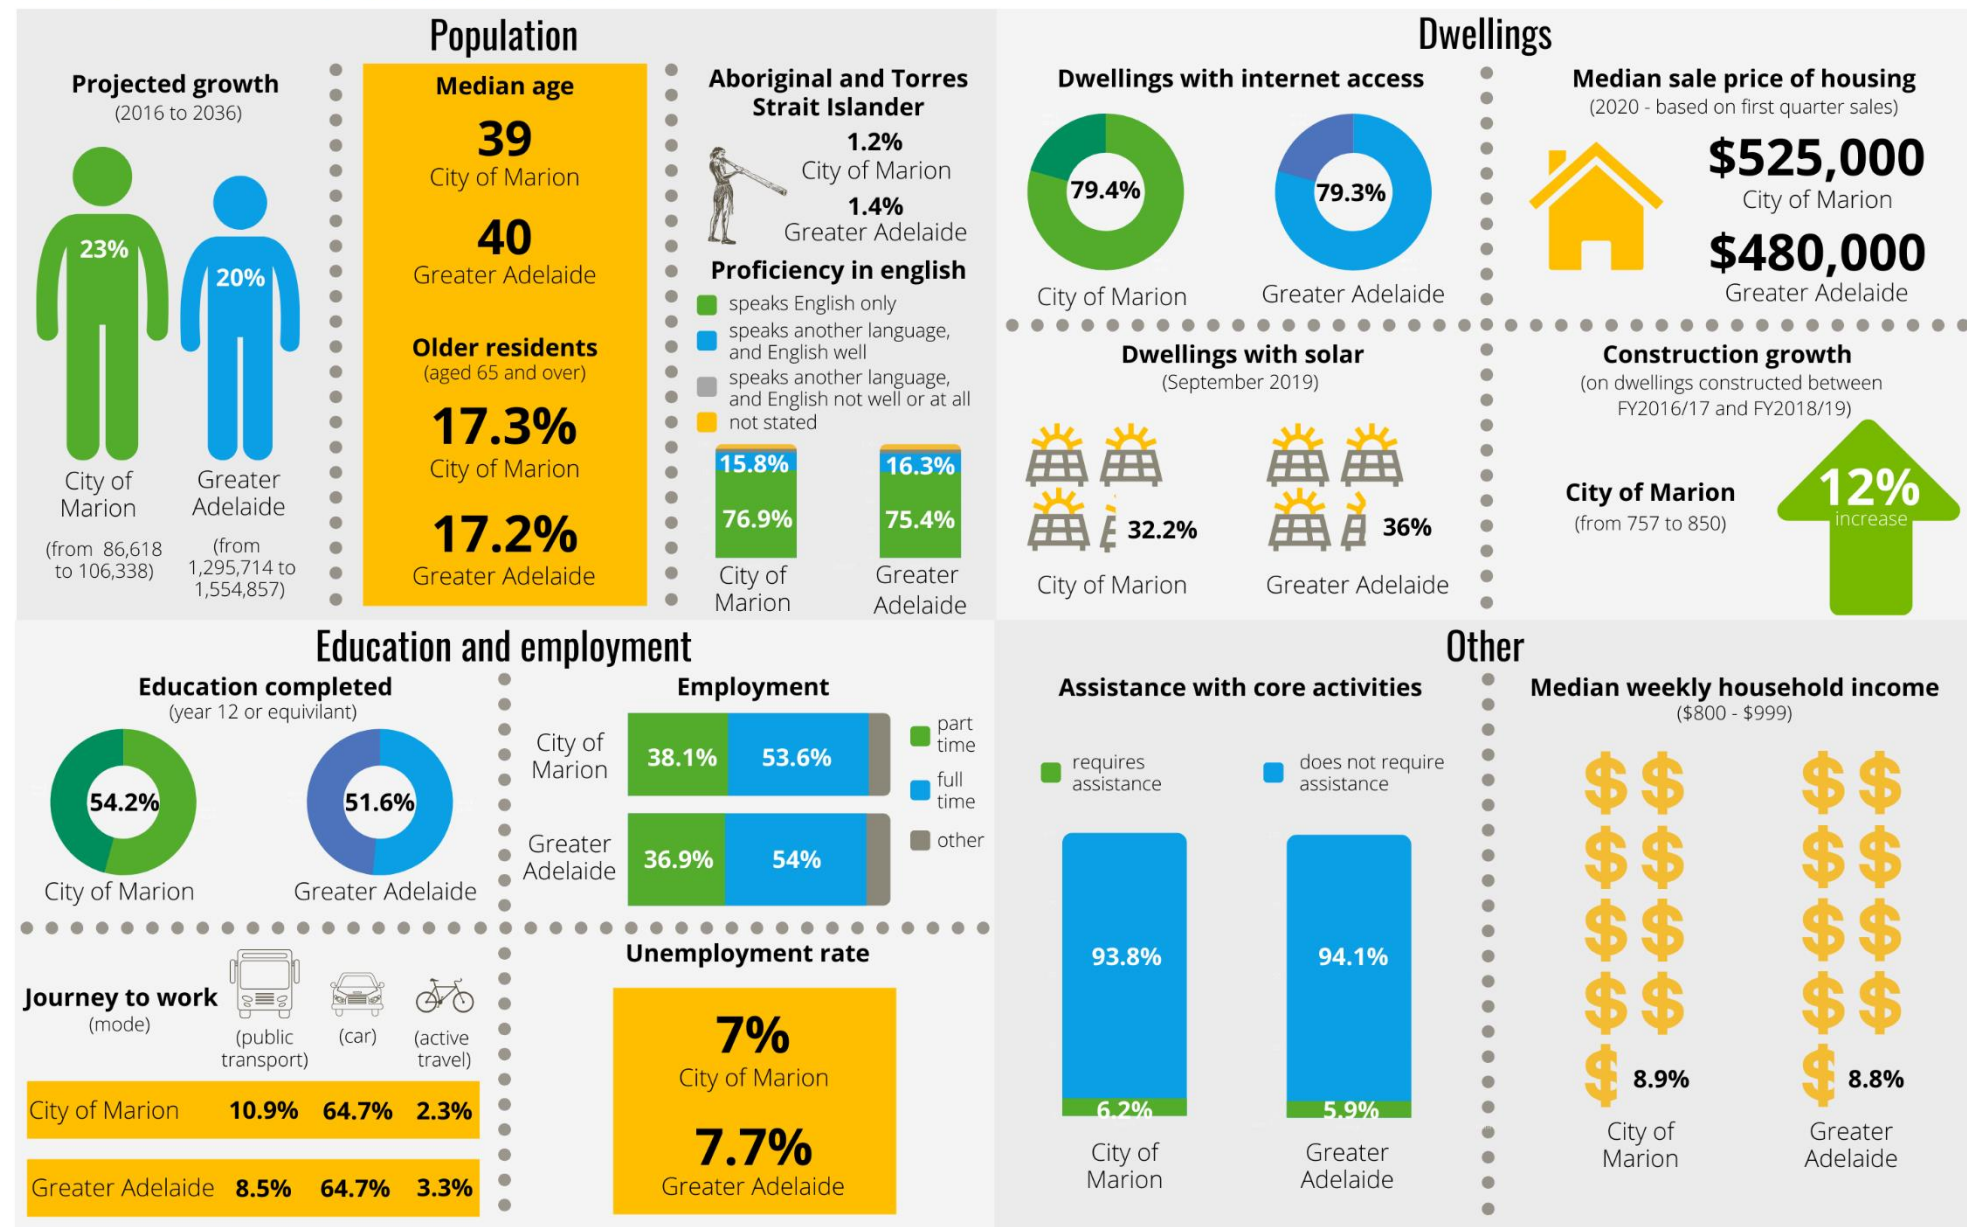 Population
Projected growth
(2016 to 2036)
23%
20%
City of
Marion
Greater
Adelaide
(from 86,618
to 106,338)
(from
1,295,714 to
1,554,857)
Median age
39
City of Marion
40
Greater Adelaide
Older residents
(aged 65 and over)
17.3%
City of Marion
17.2%
Greater Adelaide
Aboriginal and Torres
Strait Islander
1.2%
City of Marion
1.4%
Greater Adelaide
Proficiency in english
speaks English only
speaks another language,
and English well
speaks another language,
and English not well or at all
not stated
15.8%
76.9%
City of
Marion
16.3%
75.4%
Greater
Adelaide
Dwellings
Dwellings with internet access
79.4%
City of Marion
79.3%
Greater Adelaide
Median sale price of housing
(2020 - based on first quarter sales)
$525,000
City of Marion
$480,000
Greater Adelaide
Dwellings with solar
(September 2019)
32.2%
City of Marion
36%
Greater Adelaide
Construction growth
(on dwellings constructed between
FY2016/17 and FY2018/19)
City of Marion
(from 757 to 850)
12%
increase
Education and employment
Education completed
(year 12 or equivilant)
54.2%
City of Marion
51.6%
Greater Adelaide
Employment
City of
Marion
38.1%
53.6%
Greater
Adelaide
36.9%
54%
part
time
full
time
other
Journey to work
(mode)
(public
transport)
(car)
(active
travel)
City of Marion 10.9% 64.7% 2.3%
Greater Adelaide 8.5% 64.7% 3.3%
Unemployment rate
7%
City of Marion
7.7%
Greater Adelaide
Other
Assistance with core activities
requires
assistance
does not require
assistance
93.8%
6.2%
City of
Marion
94.1%
5.9%
Greater
Adelaide
Median weekly household income
($800 - $999)
8.9%
City of
Marion
8.8%
Greater
Adelaide